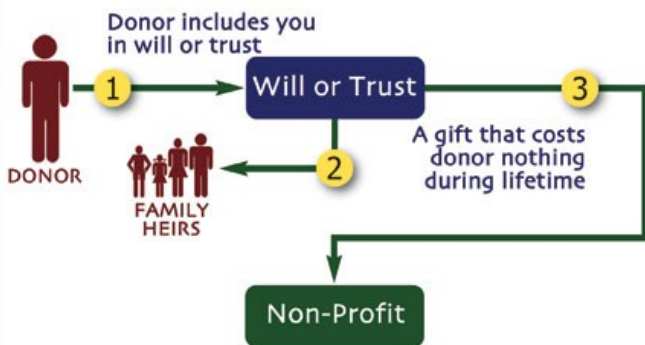 Donor includes you
in will or trust
1
Will or Trust
3
DONOR
2
FAMILY
HEIRS
A gift that costs
donor nothing
during lifetime
Non-Profit